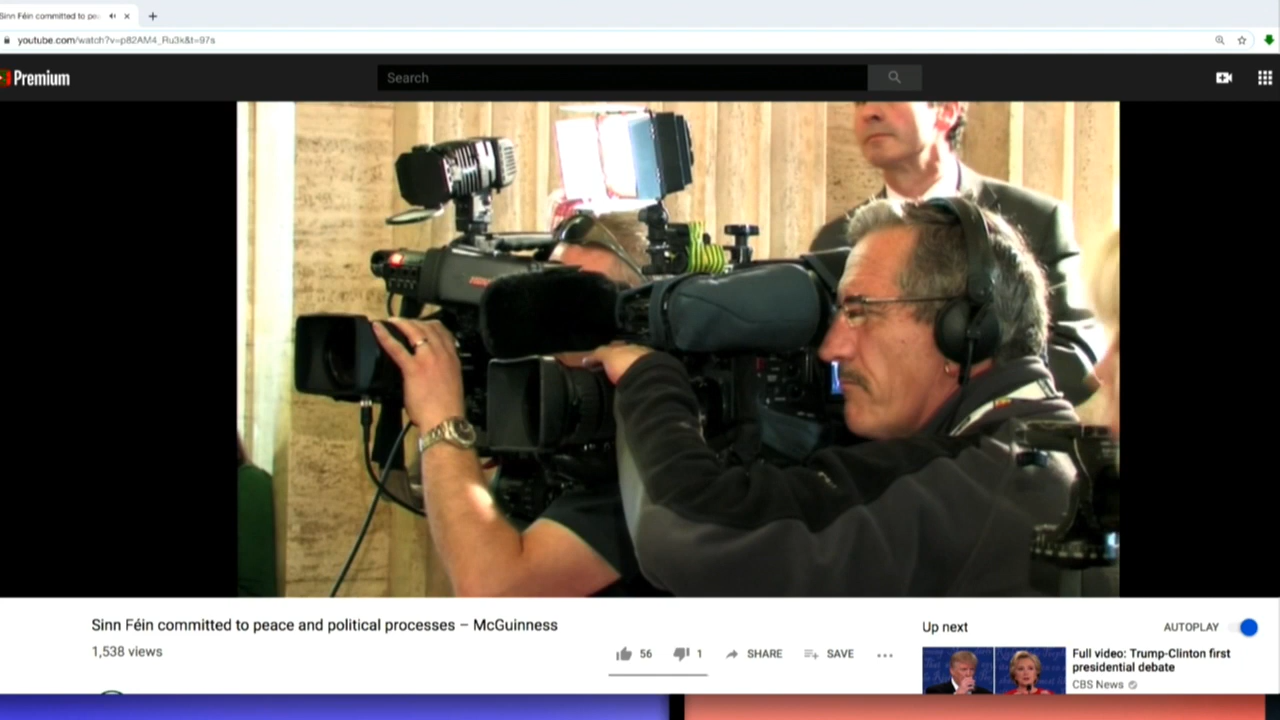 Sinn Féin committed to pea
youtube.com/watch?v=p82AM4_Ru3k&t=97s
Premium
Search
Sinn Féin committed to peace and political processes – McGuinness
1,538 views
56
1
SHARE
SAVE
Up next
AUTOPLAY
Full video: Trump-Clinton first
presidential debate
CBS News